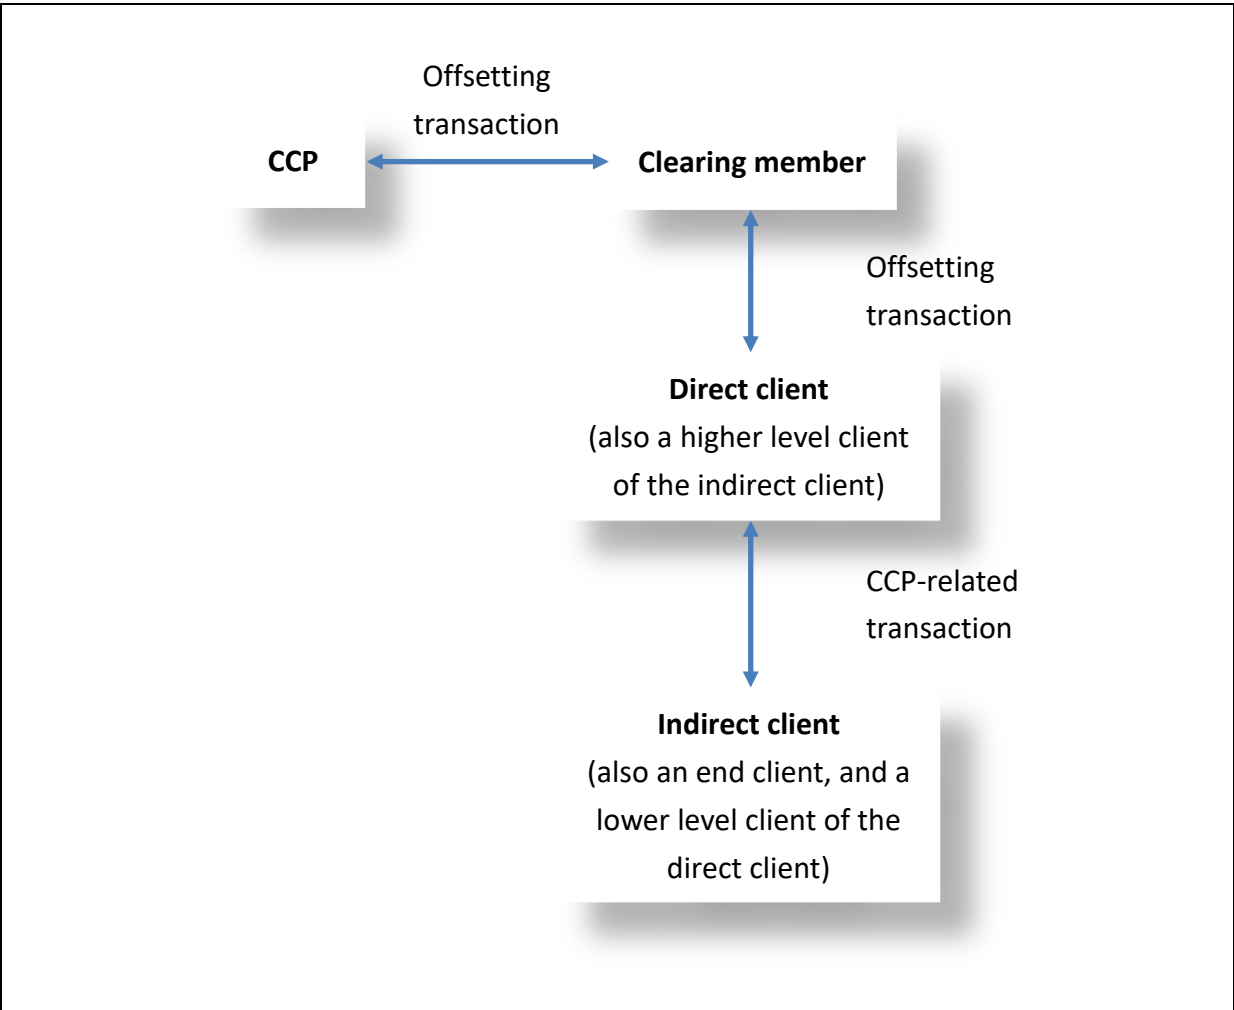 Offsetting
transaction
CCP
Clearing member
Offsetting
transaction
Direct client
(also a higher level client
of the indirect client)
CCP-related
transaction
Indirect client
(also an end client, and a
lower level client of the
direct client)